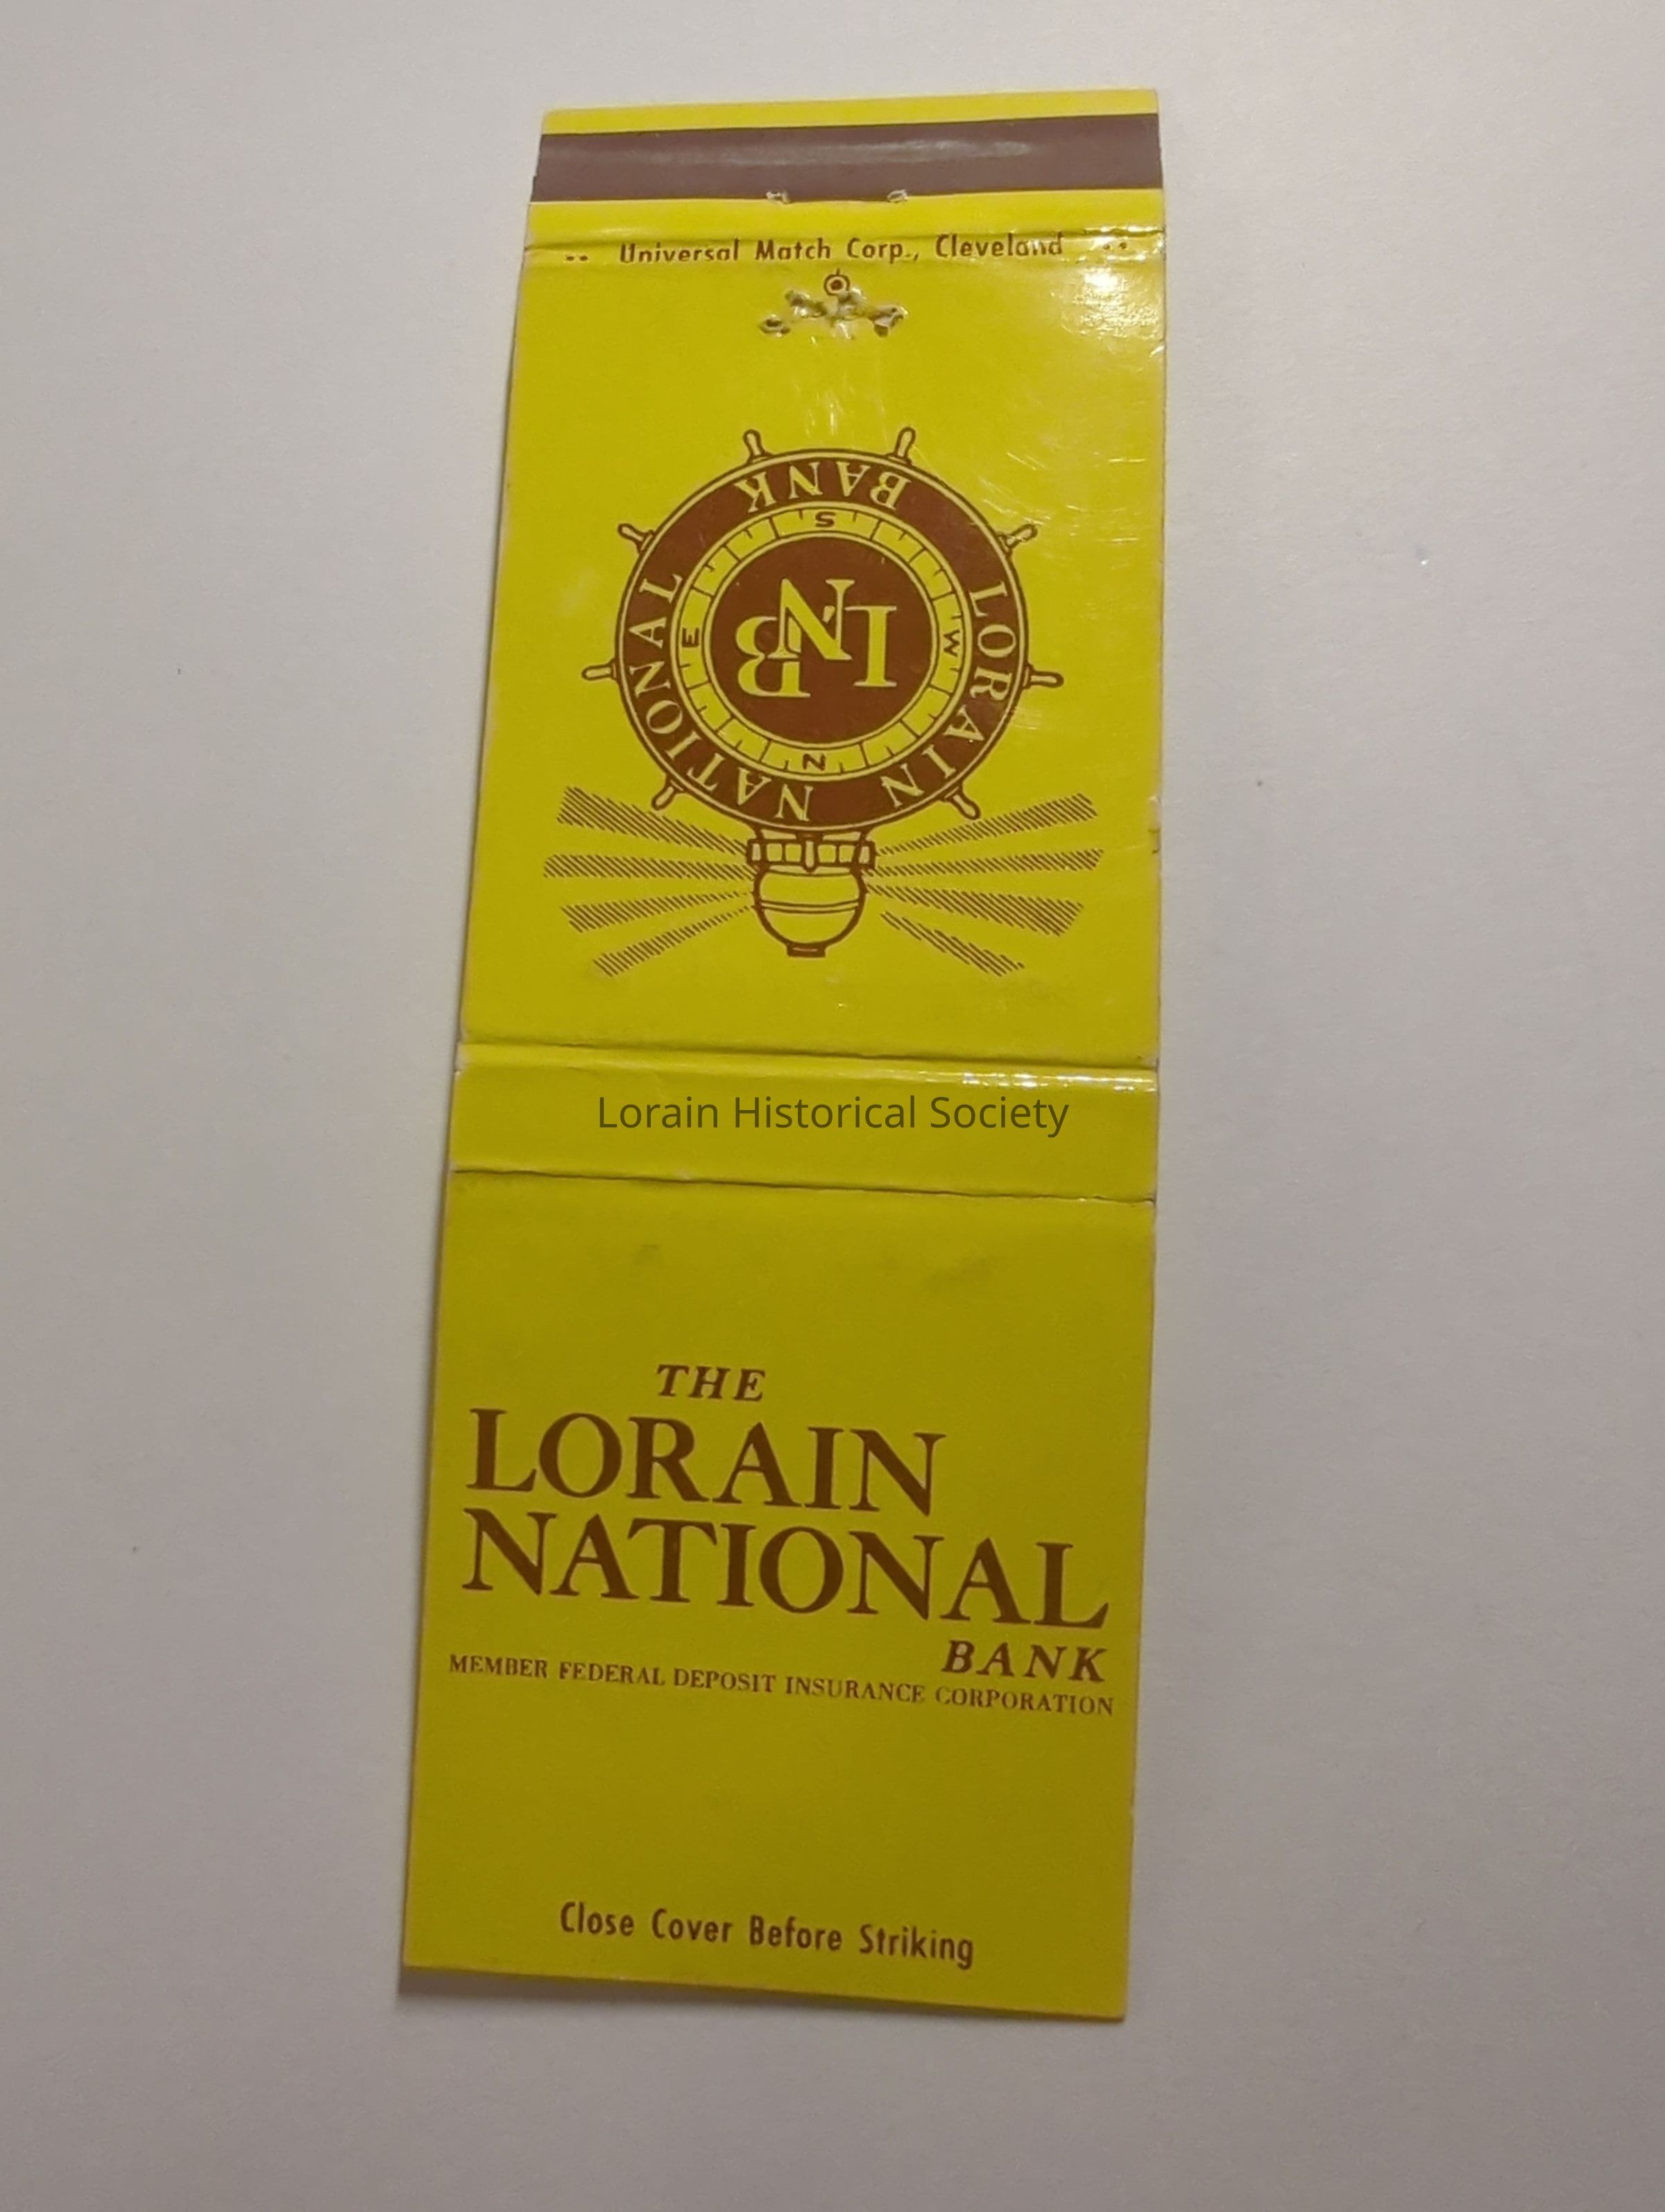 Universal Match Corp., Cleveland
LORAIN NATIONAL BANK
N
E
S
W
LNB
Lorain Historical Society
THE
LORAIN
NATIONAL
BANK
MEMBER FEDERAL DEPOSIT INSURANCE CORPORATION
Close Cover Before Striking